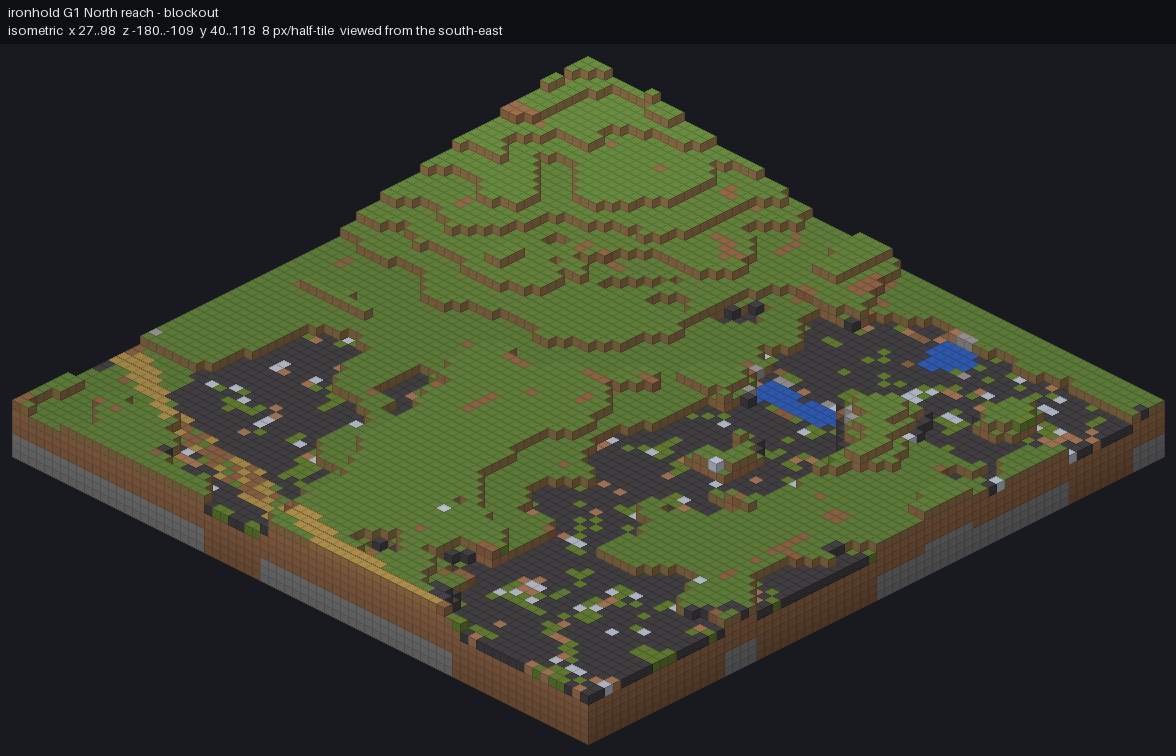 ironhold G1 North reach - blockout
isometric  x 27..98  z -180..-109  y 40..118  8 px/half-tile  viewed from the south-east